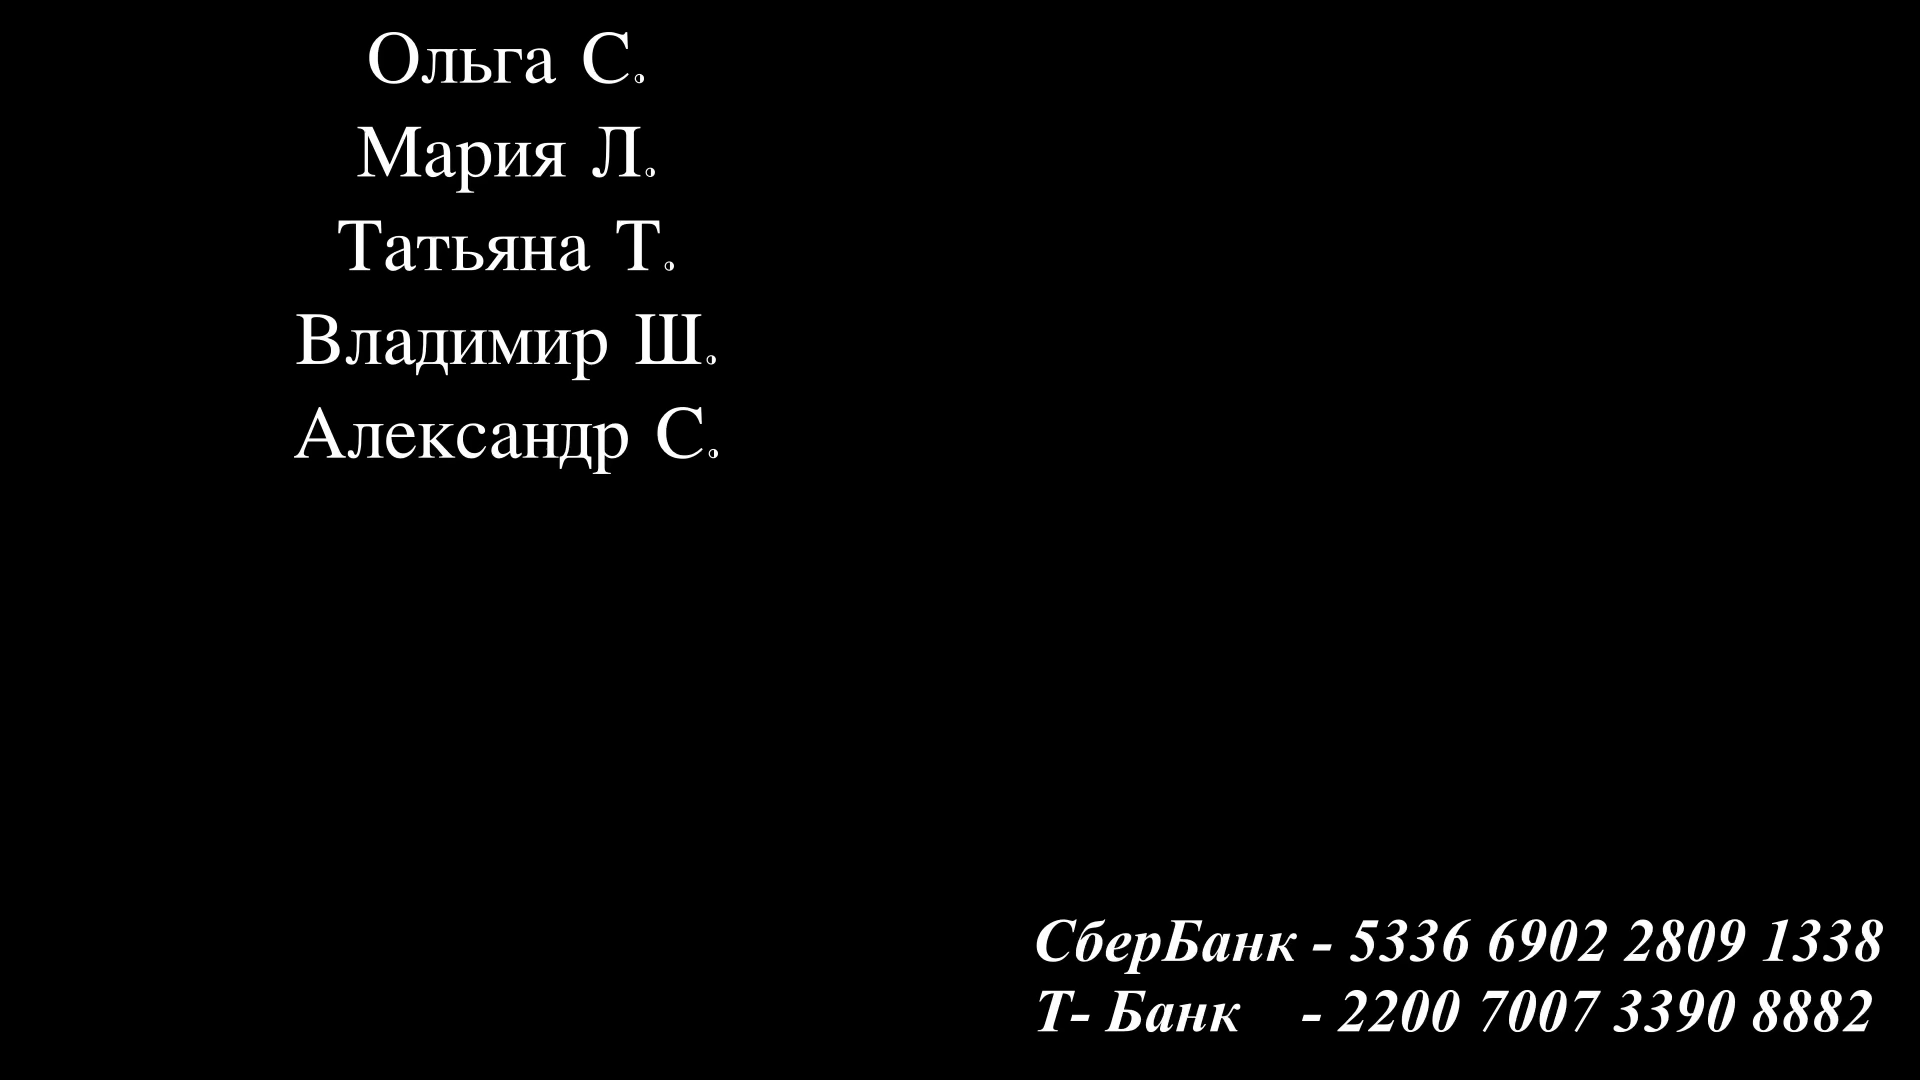 Ольга С.
Мария Л.
Татьяна Т.
Владимир Ш.
Александр С.
СберБанк - 5336 6902 2809 1338
Т- Банк - 2200 7007 3390 8882